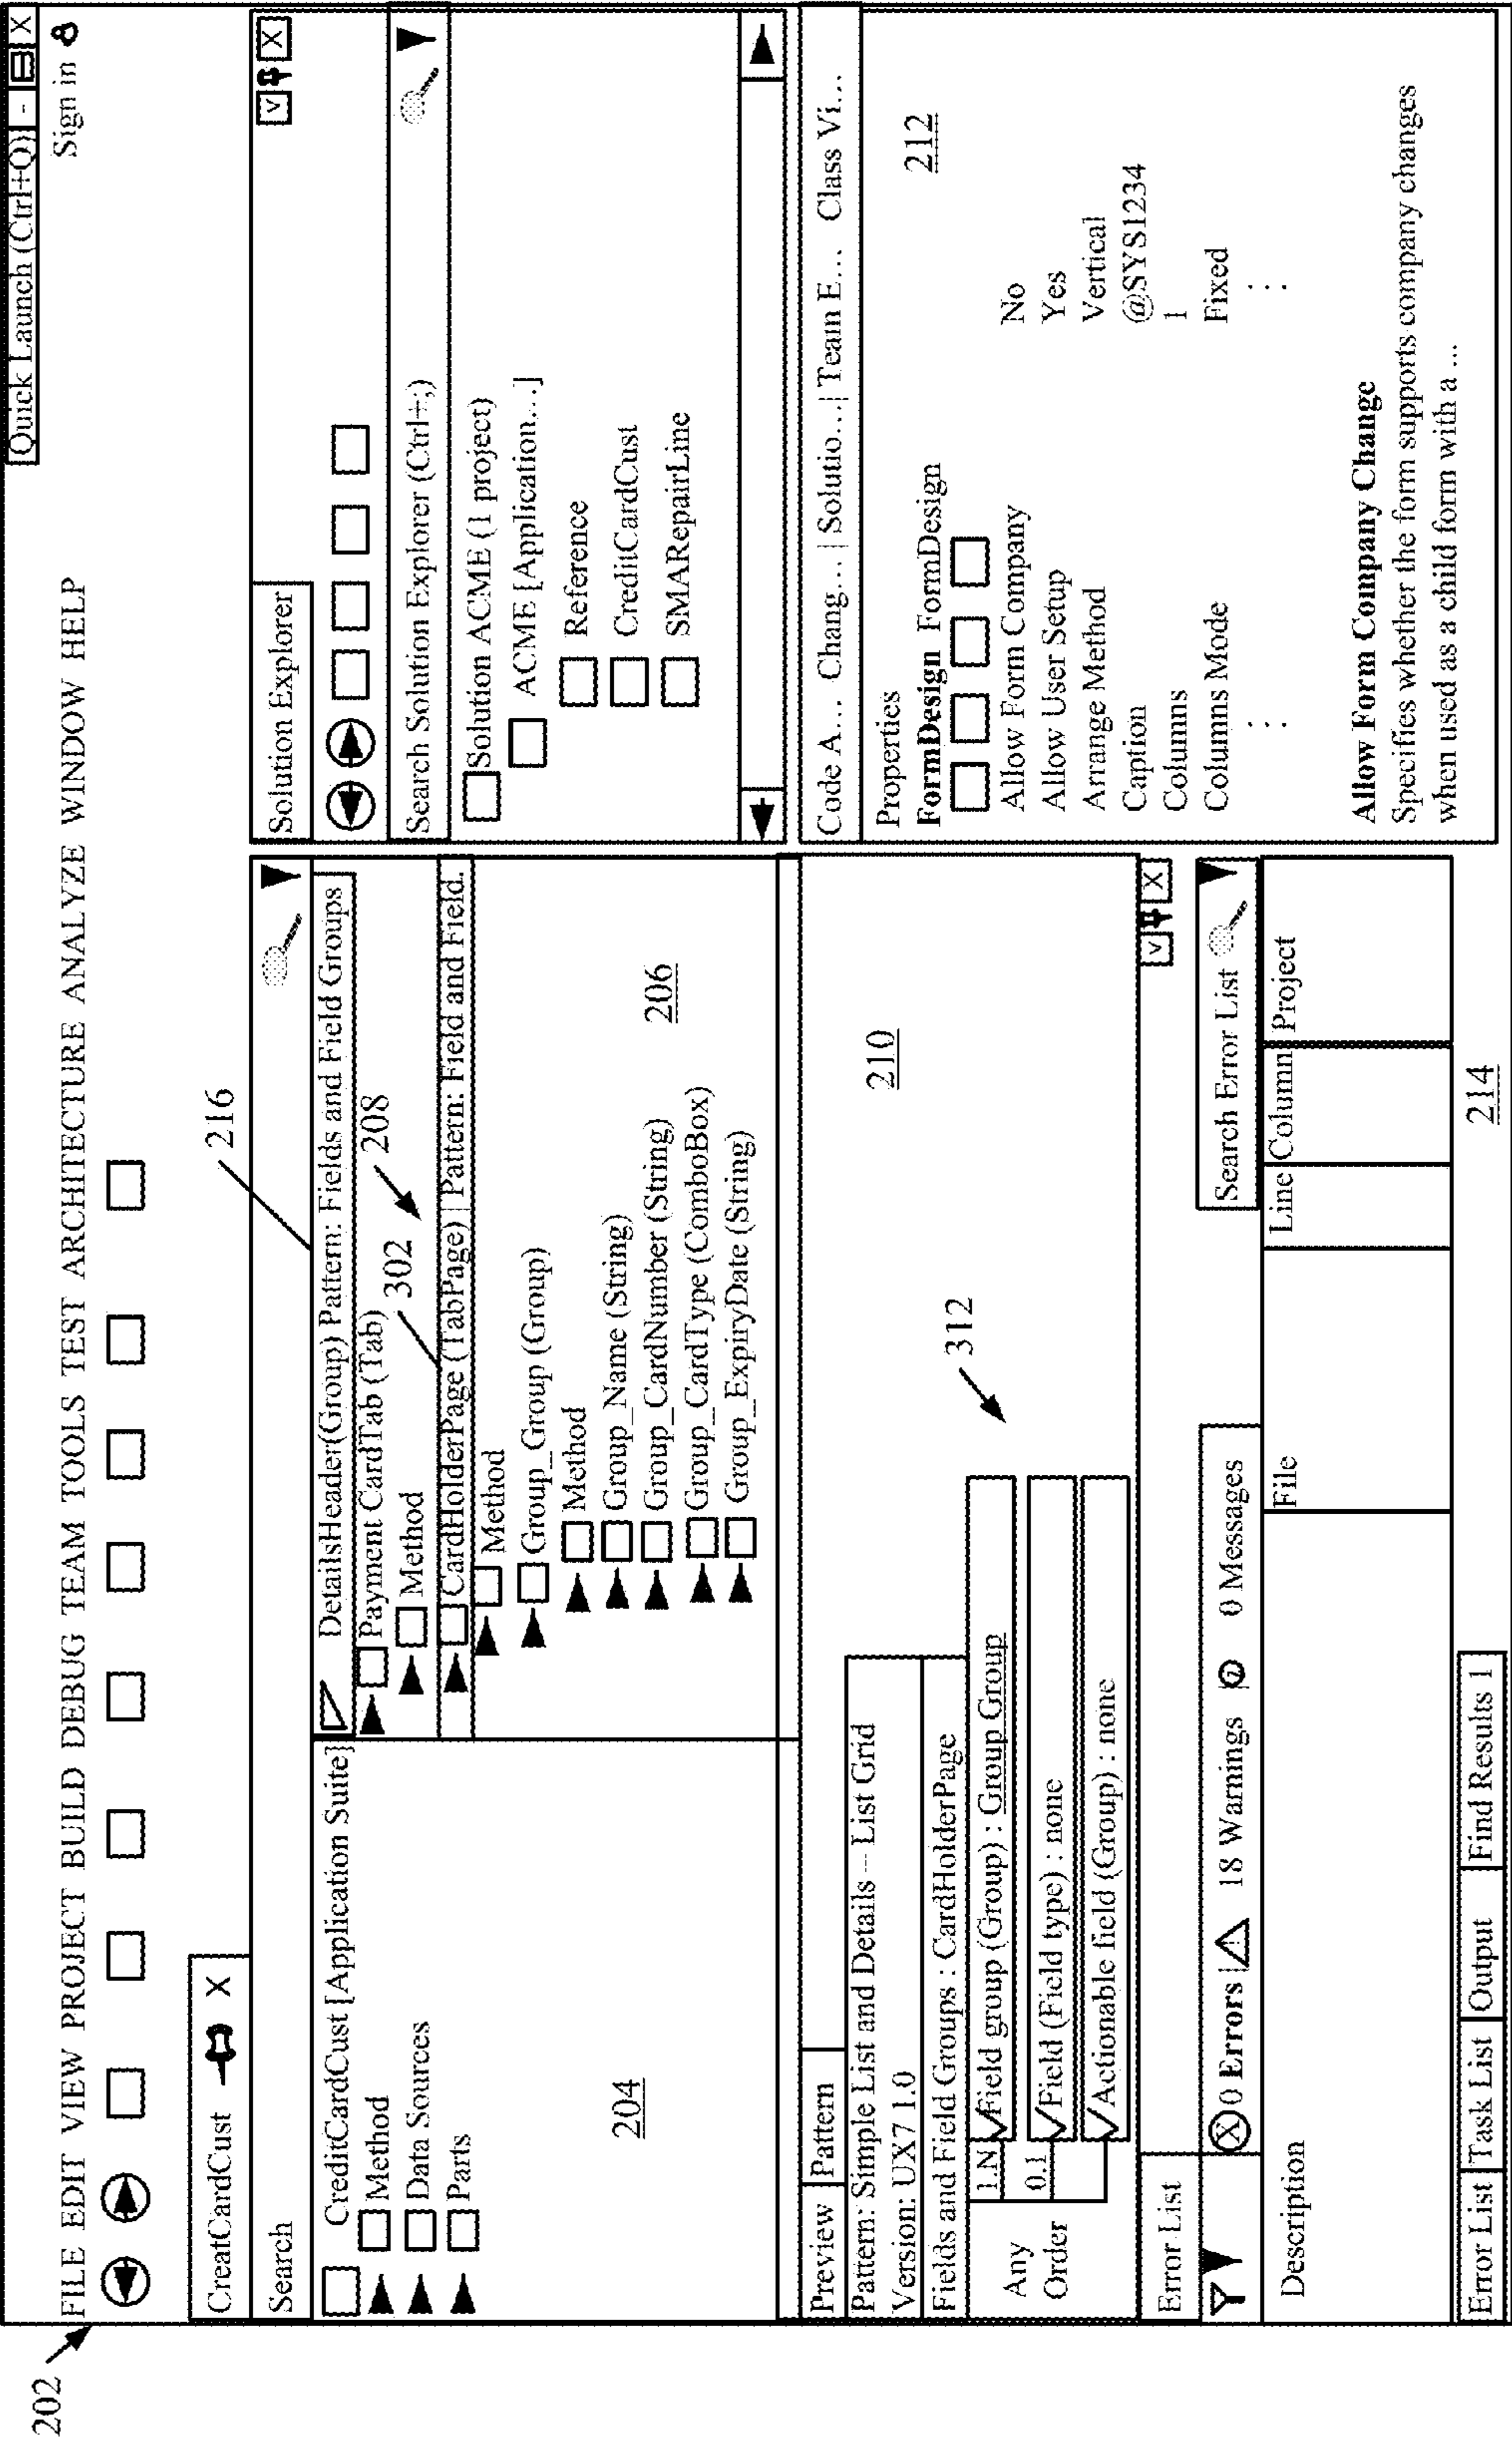 202
Quick Launch (Ctrl+Q) - X
FILE EDIT VIEW PROJECT BUILD DEBUG TEAM TOOLS TEST ARCHITECTURE ANALYZE WINDOW HELP
Sign in
CreatCardCust X
Search
CreditCardCust [Application Suite]
Method
Data Sources
Parts
204
216
DetailsHeader(Group) Pattern: Fields and Field Groups
Payment CardTab (Tab)
302
208
Method
CardHolderPage (TabPage) | Pattern: Field and Field.
Method
Group_Group (Group)
Method
Group_Name (String)
Group_CardNumber (String)
Group_CardType (ComboBox)
Group_ExpiryDate (String)
206
Preview Pattern
Pattern: Simple List and Details -- List Grid
Version: UX7 1.0
Fields and Field Groups : CardHolderPage
Any
Order
1.N
Field group (Group) : Group Group
0.1
Field (Field type) : none
Actionable field (Group) : none
312
210
Error List
V X
X 0 Errors 18 Warnings 0 Messages
Search Error List
Description File Line Column Project
214
Error List Task List Output Find Results 1
Solution Explorer
V X
Search Solution Explorer (Ctrl+;)
Solution ACME (1 project)
ACME [Application....]
Reference
CreditCardCust
SMARepairLine
Code A... Chang... | Solutio...| Team E... Class Vi...
Properties
212
FormDesign FormDesign
Allow Form Company No
Allow User Setup Yes
Arrange Method Vertical
Caption @SYS1234
Columns 1
Columns Mode Fixed
Allow Form Company Change
Specifies whether the form supports company changes
when used as a child form with a ...